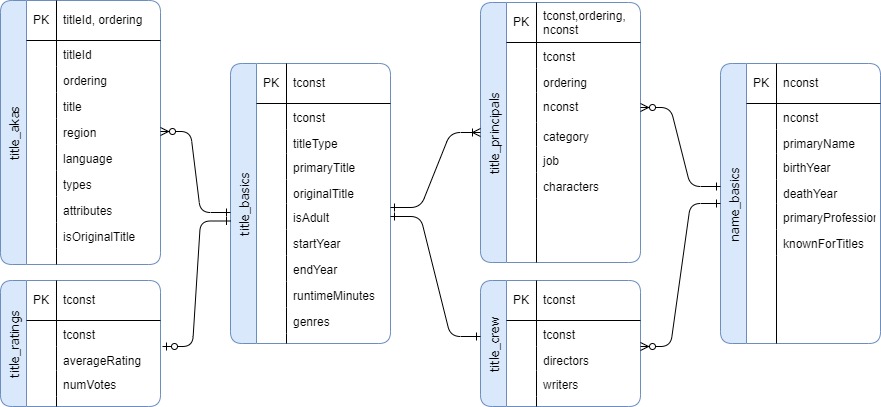 title_akas
PK titleId, ordering
titleId
ordering
title
region
language
types
attributes
isOriginalTitle
title_ratings
PK tconst
tconst
averageRating
numVotes
title_basics
PK tconst
tconst
titleType
primaryTitle
originalTitle
isAdult
startYear
endYear
runtimeMinutes
genres
title_principals
PK tconst,ordering,
nconst
tconst
ordering
nconst
category
job
characters
title_crew
PK tconst
tconst
directors
writers
name_basics
PK nconst
nconst
primaryName
birthYear
deathYear
primaryProfession
knownForTitles